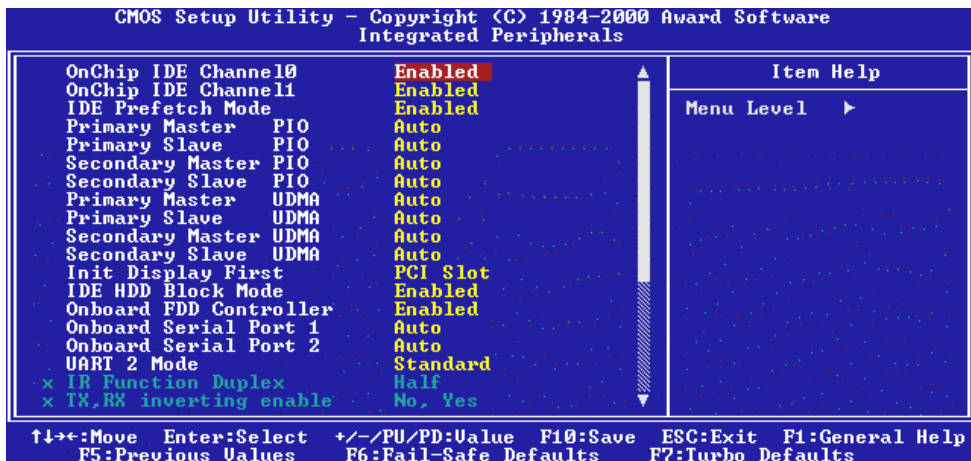 CMOS Setup Utility – Copyright (C) 1984–2000 Award Software
Integrated Peripherals
OnChip IDE Channel0 Enabled
OnChip IDE Channel1 Enabled
IDE Prefetch Mode Enabled
Primary Master PIO Auto
Primary Slave PIO Auto
Secondary Master PIO Auto
Secondary Slave PIO Auto
Primary Master UDMA Auto
Primary Slave UDMA Auto
Secondary Master UDMA Auto
Secondary Slave UDMA Auto
Init Display First PCI Slot
IDE HDD Block Mode Enabled
Onboard FDD Controller Enabled
Onboard Serial Port 1 Auto
Onboard Serial Port 2 Auto
UART 2 Mode Standard
x IR Function Duplex Half
x TX,RX inverting enable No, Yes
Item Help
Menu Level ▶
↑↓→←:Move Enter:Select +/-/PU/PD:Value F10:Save ESC:Exit F1:General Help
F5:Previous Values F6:Fail-Safe Defaults F7:Turbo Defaults